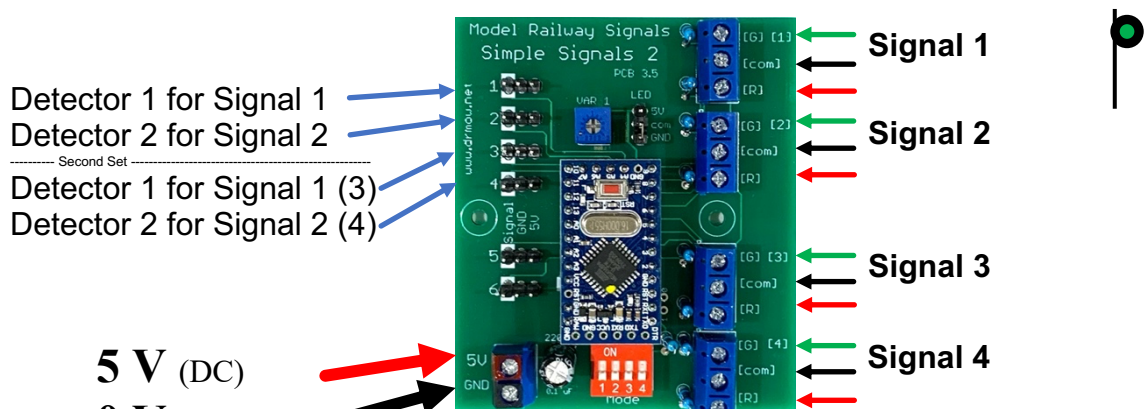 Model Railway Signals
Simple Signals 2
PCB 3.5
www.drmodu.net
Detector 1 for Signal 1
Detector 2 for Signal 2
Second Set
Detector 1 for Signal 1 (3)
Detector 2 for Signal 2 (4)
1
2
3
4
Signal
GND
5V
5
6
VAR 1
LED
5V
com
GND
RST
[G] [1]
[com]
[R]
Signal 1
[G] [2]
[com]
[R]
Signal 2
[G] [3]
[com]
[R]
Signal 3
[G] [4]
[com]
[R]
Signal 4
5 V (DC)
5V
GND
ON
1 2 3 4
Mode